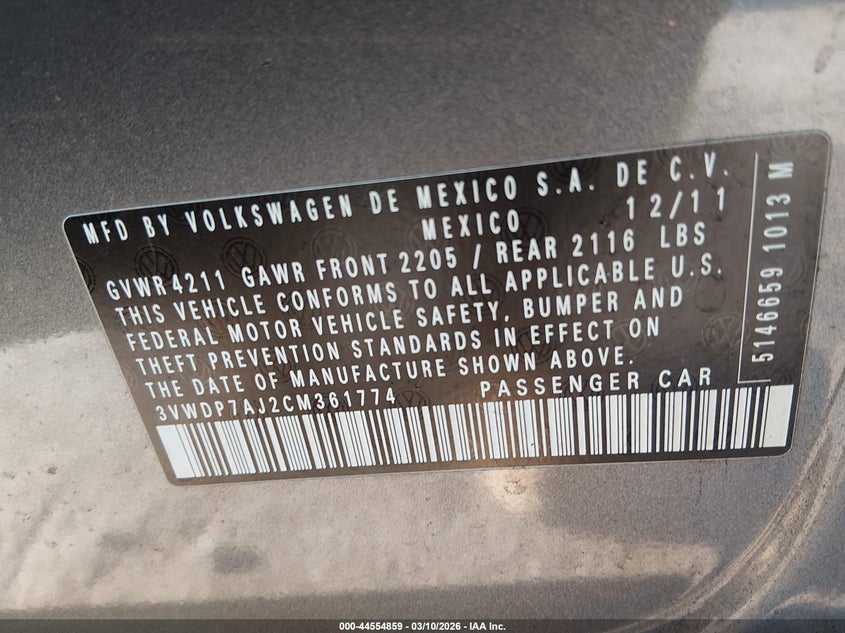 MFD BY VOLKSWAGEN DE MEXICO S.A. DE C.V.
MEXICO 12/11
GVWR 4211 GAWR FRONT 2205 / REAR 2116 LBS
THIS VEHICLE CONFORMS TO ALL APPLICABLE U.S.
FEDERAL MOTOR VEHICLE SAFETY, BUMPER AND
THEFT PREVENTION STANDARDS IN EFFECT ON
THE DATE OF MANUFACTURE SHOWN ABOVE.
3VWDP7AJ2CM361774 PASSENGER CAR
5146659 1013 M
000-44554859 - 03/10/2026 - IAA Inc.